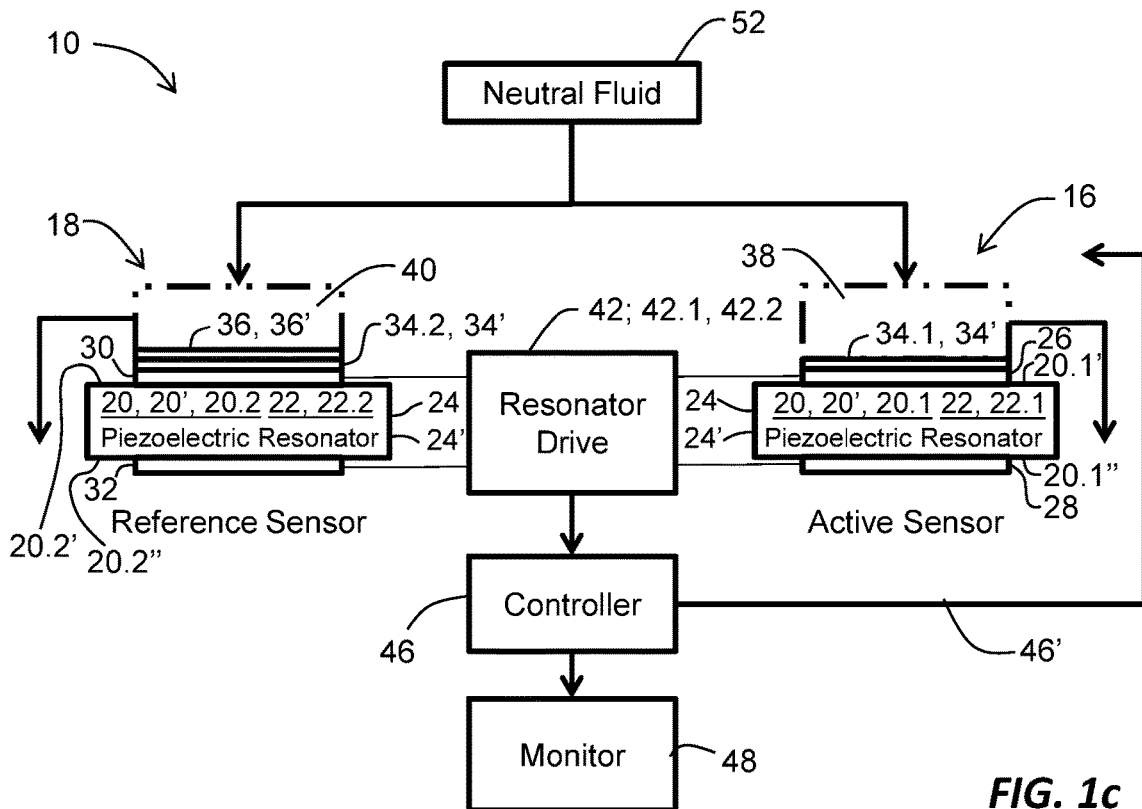 10
52
Neutral Fluid
18
16
40
38
36, 36’
34.2, 34’
42; 42.1, 42.2
34.1, 34’
26
30
20.1’
20, 20’, 20.2 22, 22.2
24
Resonator
Drive
24
20, 20’, 20.1 22, 22.1
Piezoelectric Resonator
24’
24’
Piezoelectric Resonator
32
20.1”
28
Reference Sensor
Active Sensor
20.2’
20.2”
Controller
46
46’
Monitor
48
FIG. 1c